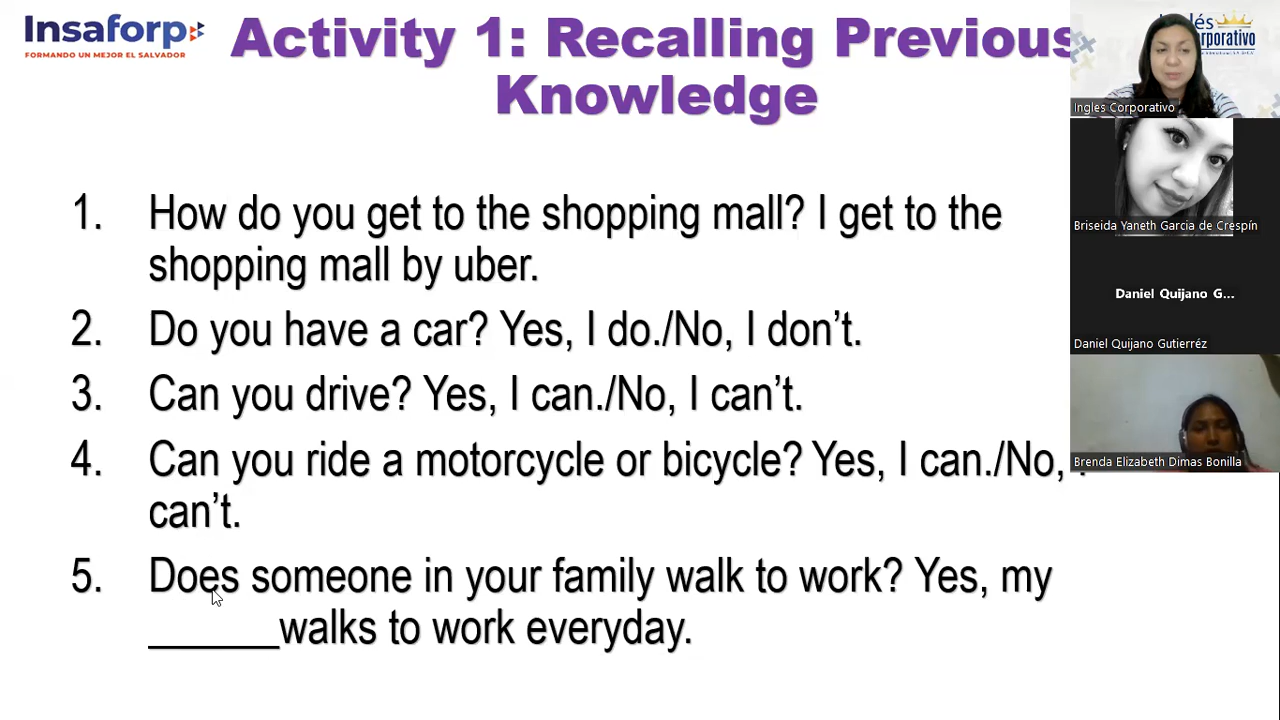 Insaforp
FORMANDO UN MEJOR EL SALVADOR
Activity 1: Recalling Previous
Knowledge
1. How do you get to the shopping mall? I get to the
shopping mall by uber.
2. Do you have a car? Yes, I do./No, I don’t.
3. Can you drive? Yes, I can./No, I can’t.
4. Can you ride a motorcycle or bicycle? Yes, I can./No,
can’t.
5. Does someone in your family walk to work? Yes, my
______walks to work everyday.
Ingles Corporativo
Briseida Yaneth Garcia de Crespín
Daniel Quijano G...
Daniel Quijano Gutierréz
Brenda Elizabeth Dimas Bonilla